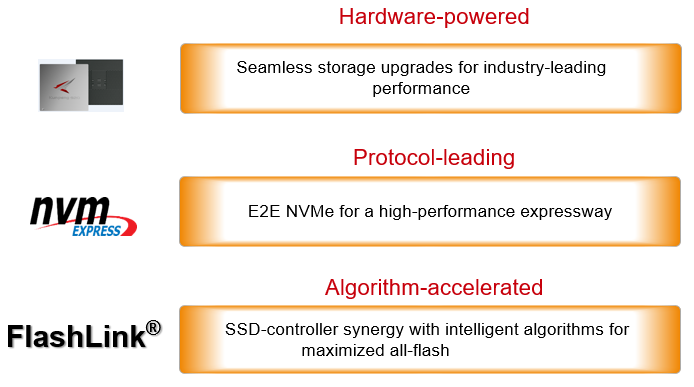 Hardware-powered
Seamless storage upgrades for industry-leading
performance
Protocol-leading
nvm
EXPRESS
E2E NVMe for a high-performance expressway
Algorithm-accelerated
FlashLink®
SSD-controller synergy with intelligent algorithms for
maximized all-flash